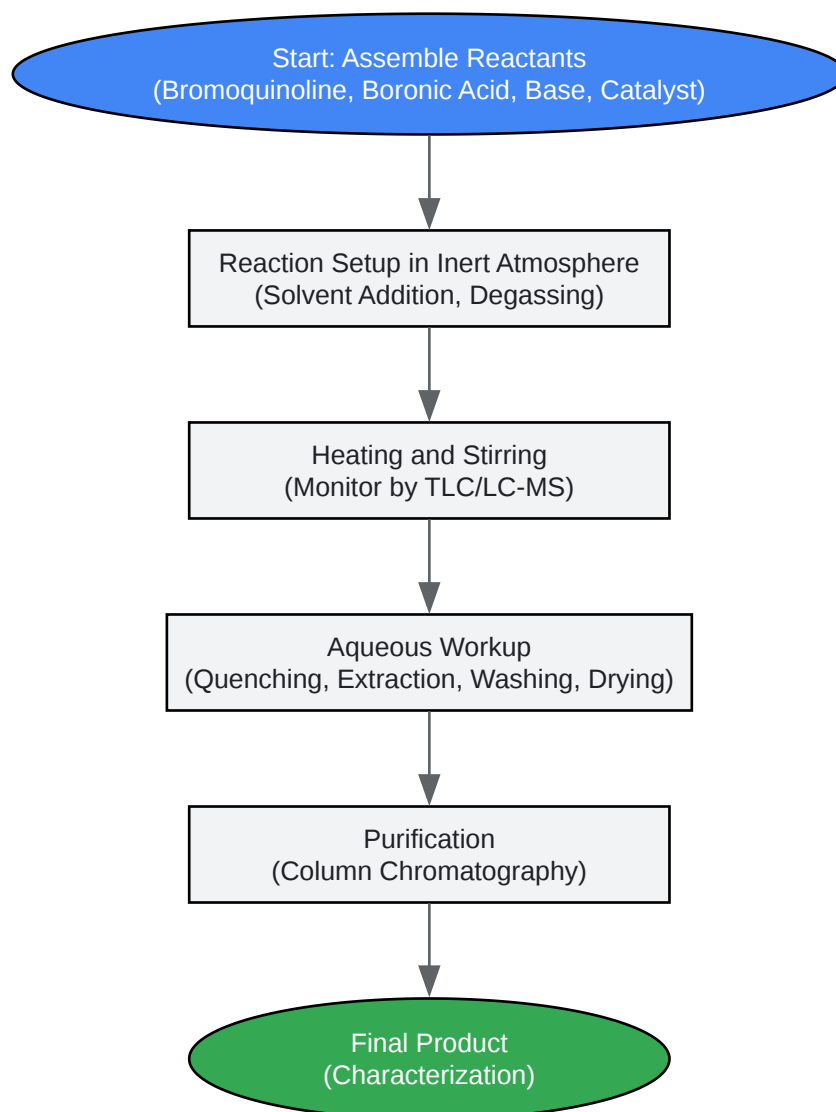 Start: Assemble Reactants
(Bromoquinoline, Boronic Acid, Base, Catalyst)
Reaction Setup in Inert Atmosphere
(Solvent Addition, Degassing)
Heating and Stirring
(Monitor by TLC/LC-MS)
Aqueous Workup
(Quenching, Extraction, Washing, Drying)
Purification
(Column Chromatography)
Final Product
(Characterization)